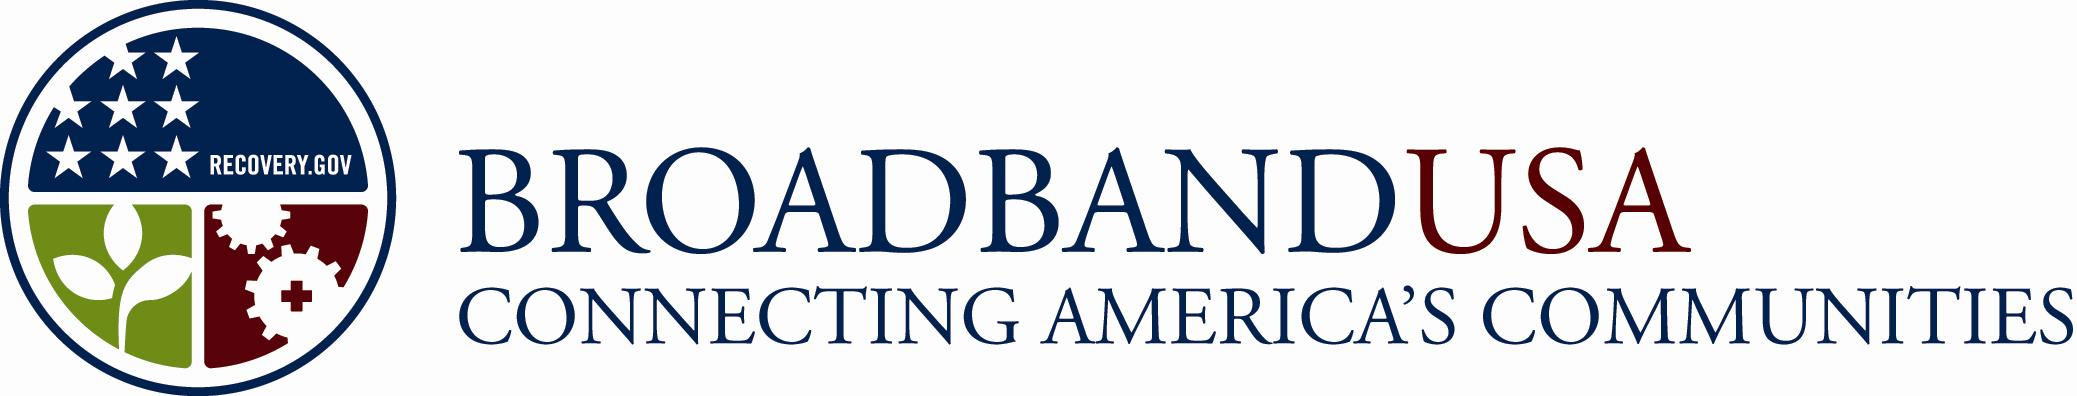 RECOVERY.GOV
BROADBANDUSA
CONNECTING AMERICA’S COMMUNITIES